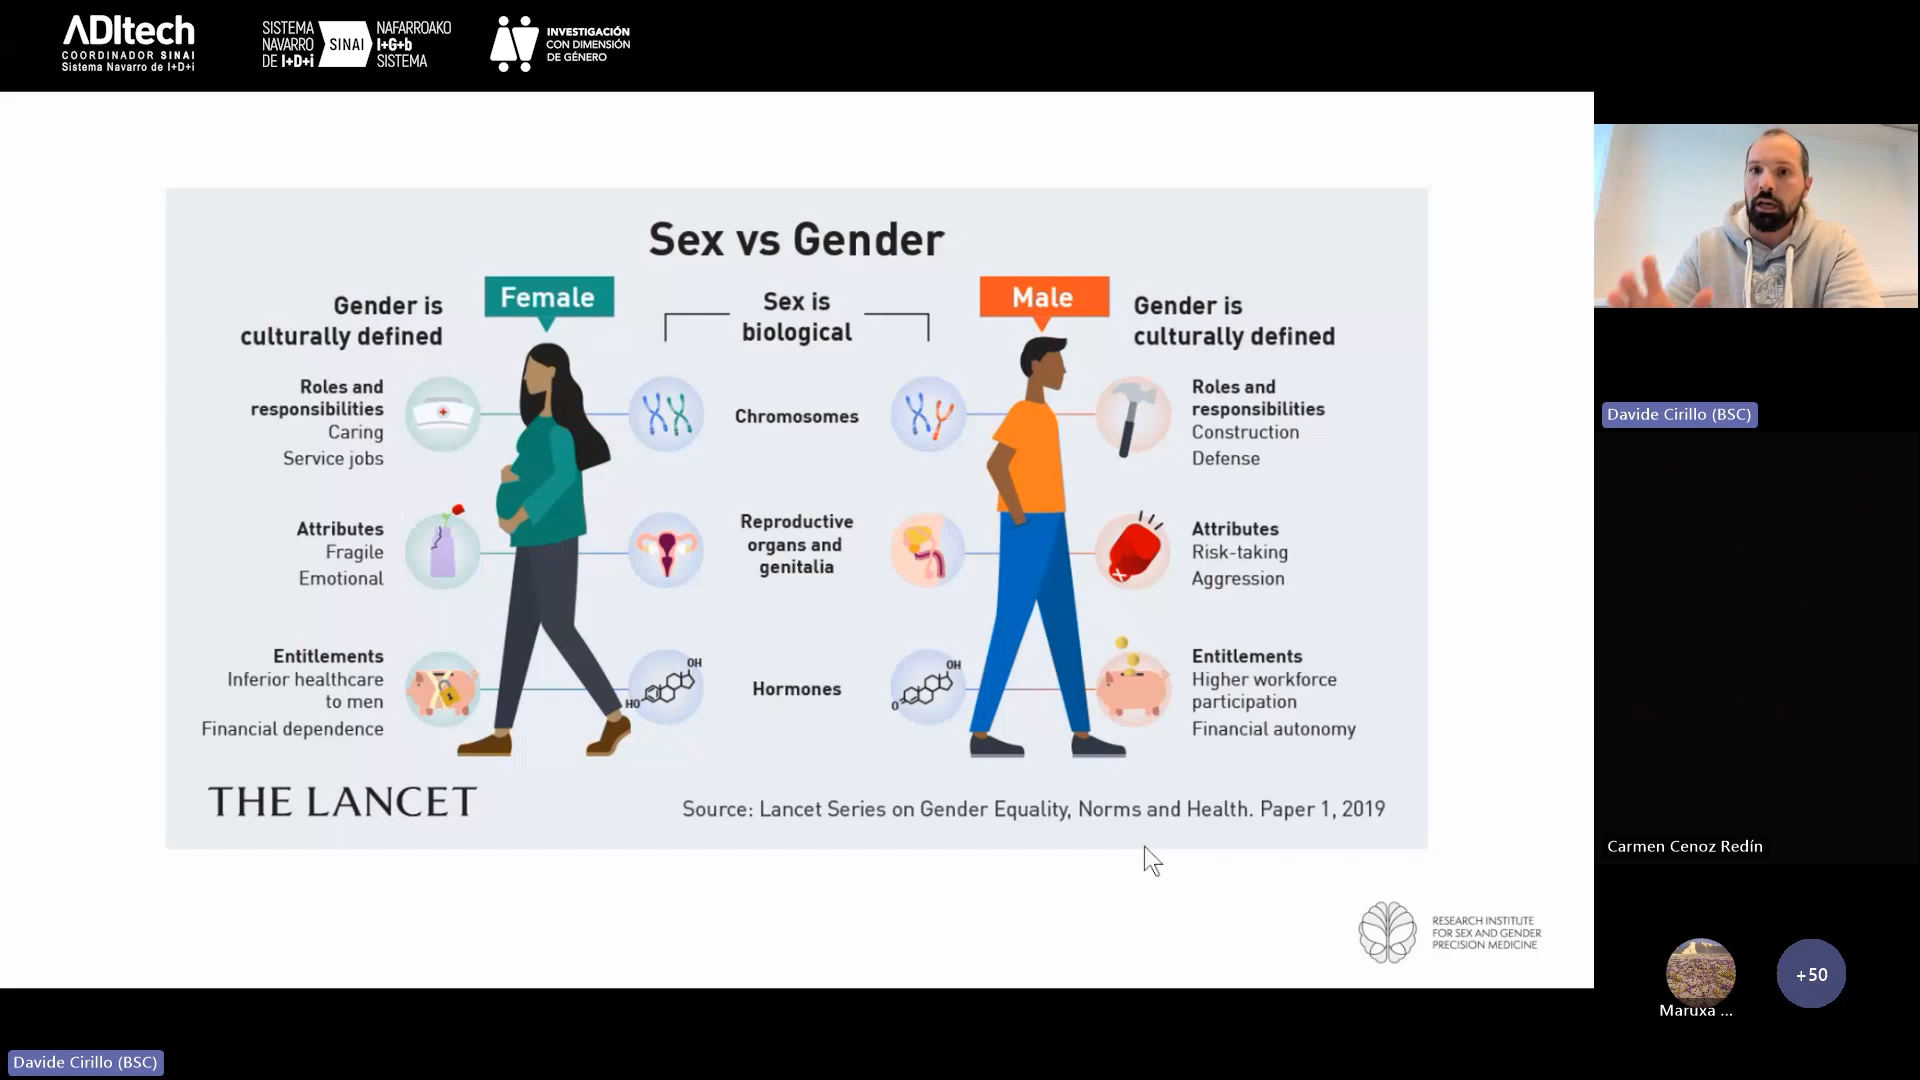 ADItech
COORDINADOR SINAI
Sistema Navarro de I+D+i
SISTEMA
NAVARRO
DE I+D+i
SINAI
NAFARROAKO
I+G+b
SISTEMA
INVESTIGACIÓN
CON DIMENSIÓN
DE GÉNERO
Sex vs Gender
Gender is
culturally defined
Female
Sex is
biological
Male
Gender is
culturally defined
Roles and
responsibilities
Caring
Service jobs
Chromosomes
Roles and
responsibilities
Construction
Defense
Attributes
Fragile
Emotional
Reproductive
organs and
genitalia
Attributes
Risk-taking
Aggression
Entitlements
Inferior healthcare
to men
Financial dependence
OH
HO
Hormones
OH
O
Entitlements
Higher workforce
participation
Financial autonomy
THE LANCET
Source: Lancet Series on Gender Equality, Norms and Health. Paper 1, 2019
RESEARCH INSTITUTE
FOR SEX AND GENDER
PRECISION MEDICINE
Davide Cirillo (BSC)
Carmen Cenoz Redín
Maruxa ...
+50
Davide Cirillo (BSC)